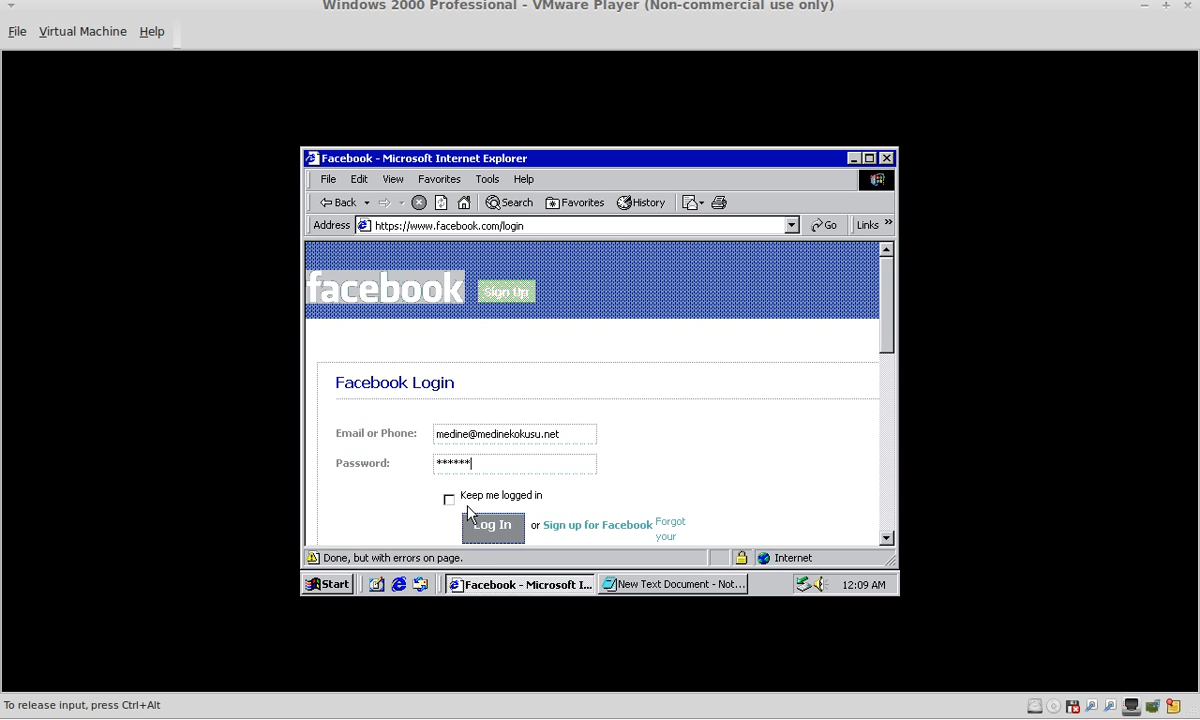 Windows 2000 Professional - VMware Player (Non-commercial use only)
File Virtual Machine Help
Facebook - Microsoft Internet Explorer
File Edit View Favorites Tools Help
Back Search Favorites History
Address https://www.facebook.com/login Go Links »
facebook Sign Up
Facebook Login
Email or Phone: medine@medinekokusu.net
Password: ******
Keep me logged in
Log In or Sign up for Facebook Forgot
your
Done, but with errors on page. Internet
Start Facebook - Microsoft I... New Text Document - Not... 12:09 AM
To release input, press Ctrl+Alt